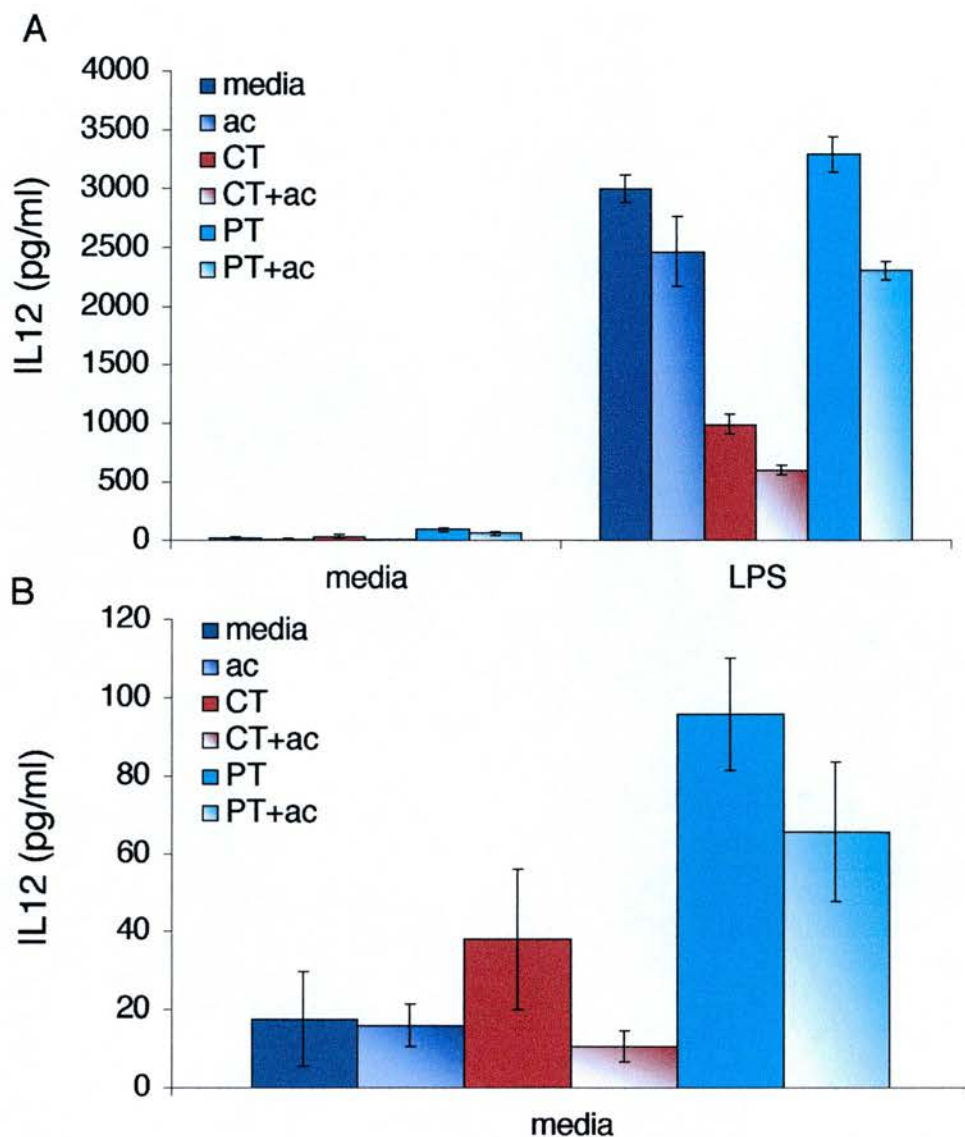 A
IL12 (pg/ml)
4000
3500
3000
2500
2000
1500
1000
500
0
media
ac
CT
CT+ac
PT
PT+ac
media LPS
B
IL12 (pg/ml)
120
100
80
60
40
20
0
media
ac
CT
CT+ac
PT
PT+ac
media